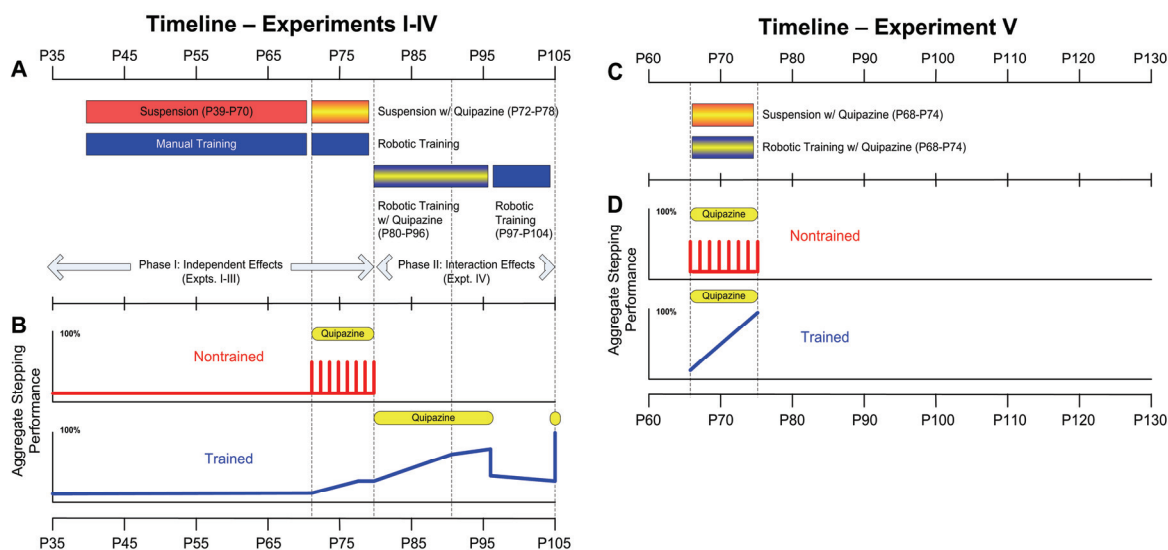 Timeline – Experiments I-IV
P35 P45 P55 P65 P75 P85 P95 P105
A
Suspension (P39-P70)
Suspension w/ Quipazine (P72-P78)
Manual Training
Robotic Training
Robotic Training
w/ Quipazine
(P80-P96)
Robotic
Training
(P97-P104)
Phase I: Independent Effects
(Expts. I-III)
Phase II: Interaction Effects
(Expt. IV)
B
Aggregate Stepping
Performance
100%
Quipazine
Nontrained
100%
Quipazine
Trained
P35 P45 P55 P65 P75 P85 P95 P105
Timeline – Experiment V
P60 P70 P80 P90 P100 P110 P120 P130
C
Suspension w/ Quipazine (P68-P74)
Robotic Training w/ Quipazine (P68-P74)
D
Aggregate Stepping
Performance
100%
Quipazine
Nontrained
Quipazine
100%
Trained
P60 P70 P80 P90 P100 P110 P120 P130